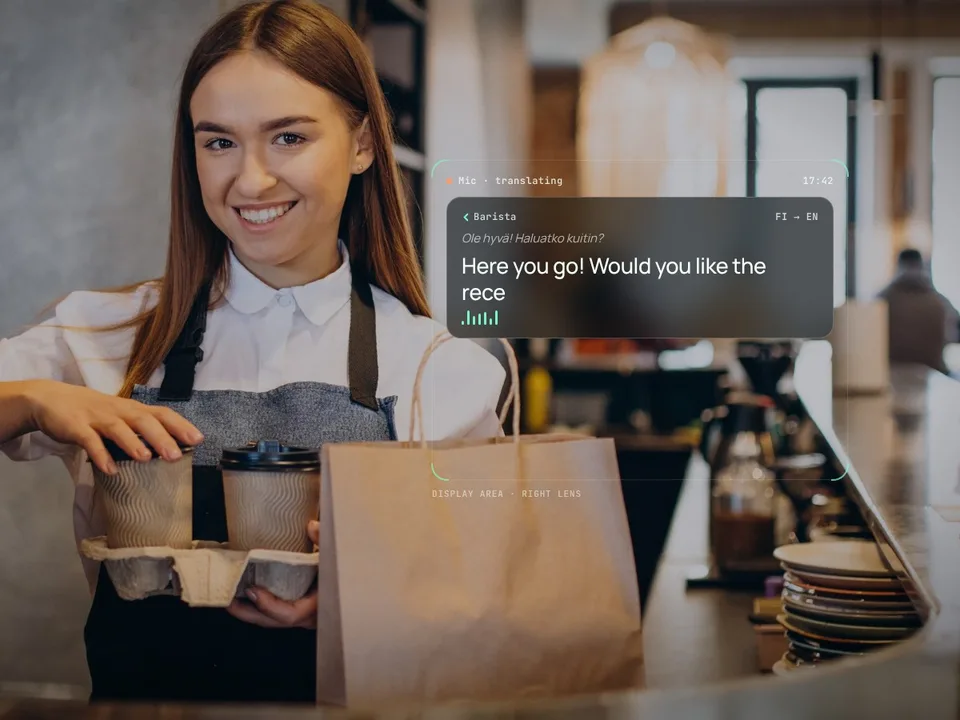 Mic · translating
17:42
Barista
FI → EN
Ole hyvä! Haluatko kuitin?
Here you go! Would you like the
rece
DISPLAY AREA · RIGHT LENS